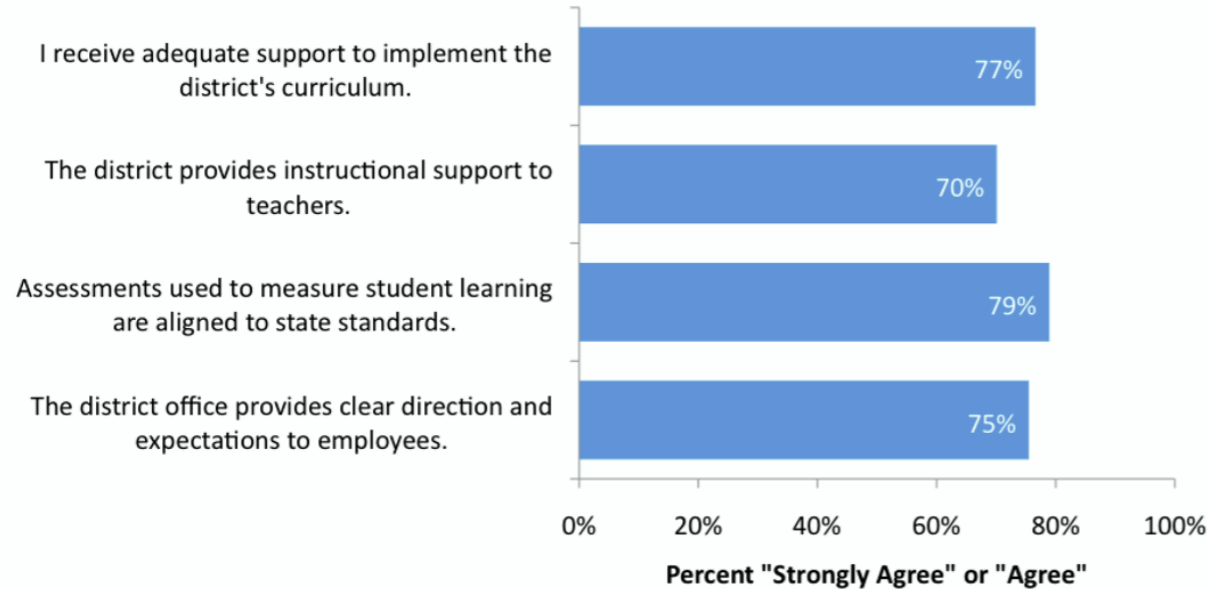 I receive adequate support to implement the
district's curriculum.
77%
The district provides instructional support to
teachers.
70%
Assessments used to measure student learning
are aligned to state standards.
79%
The district office provides clear direction and
expectations to employees.
75%
0% 20% 40% 60% 80% 100%
Percent "Strongly Agree" or "Agree"